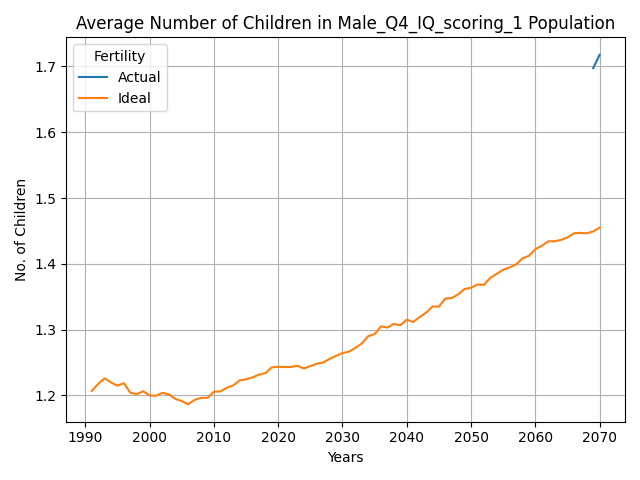 Average Number of Children in Male_Q4_IQ_scoring_1 Population
Fertility
Actual
Ideal
No. of Children
1.7
1.6
1.5
1.4
1.3
1.2
1990 2000 2010 2020 2030 2040 2050 2060 2070
Years